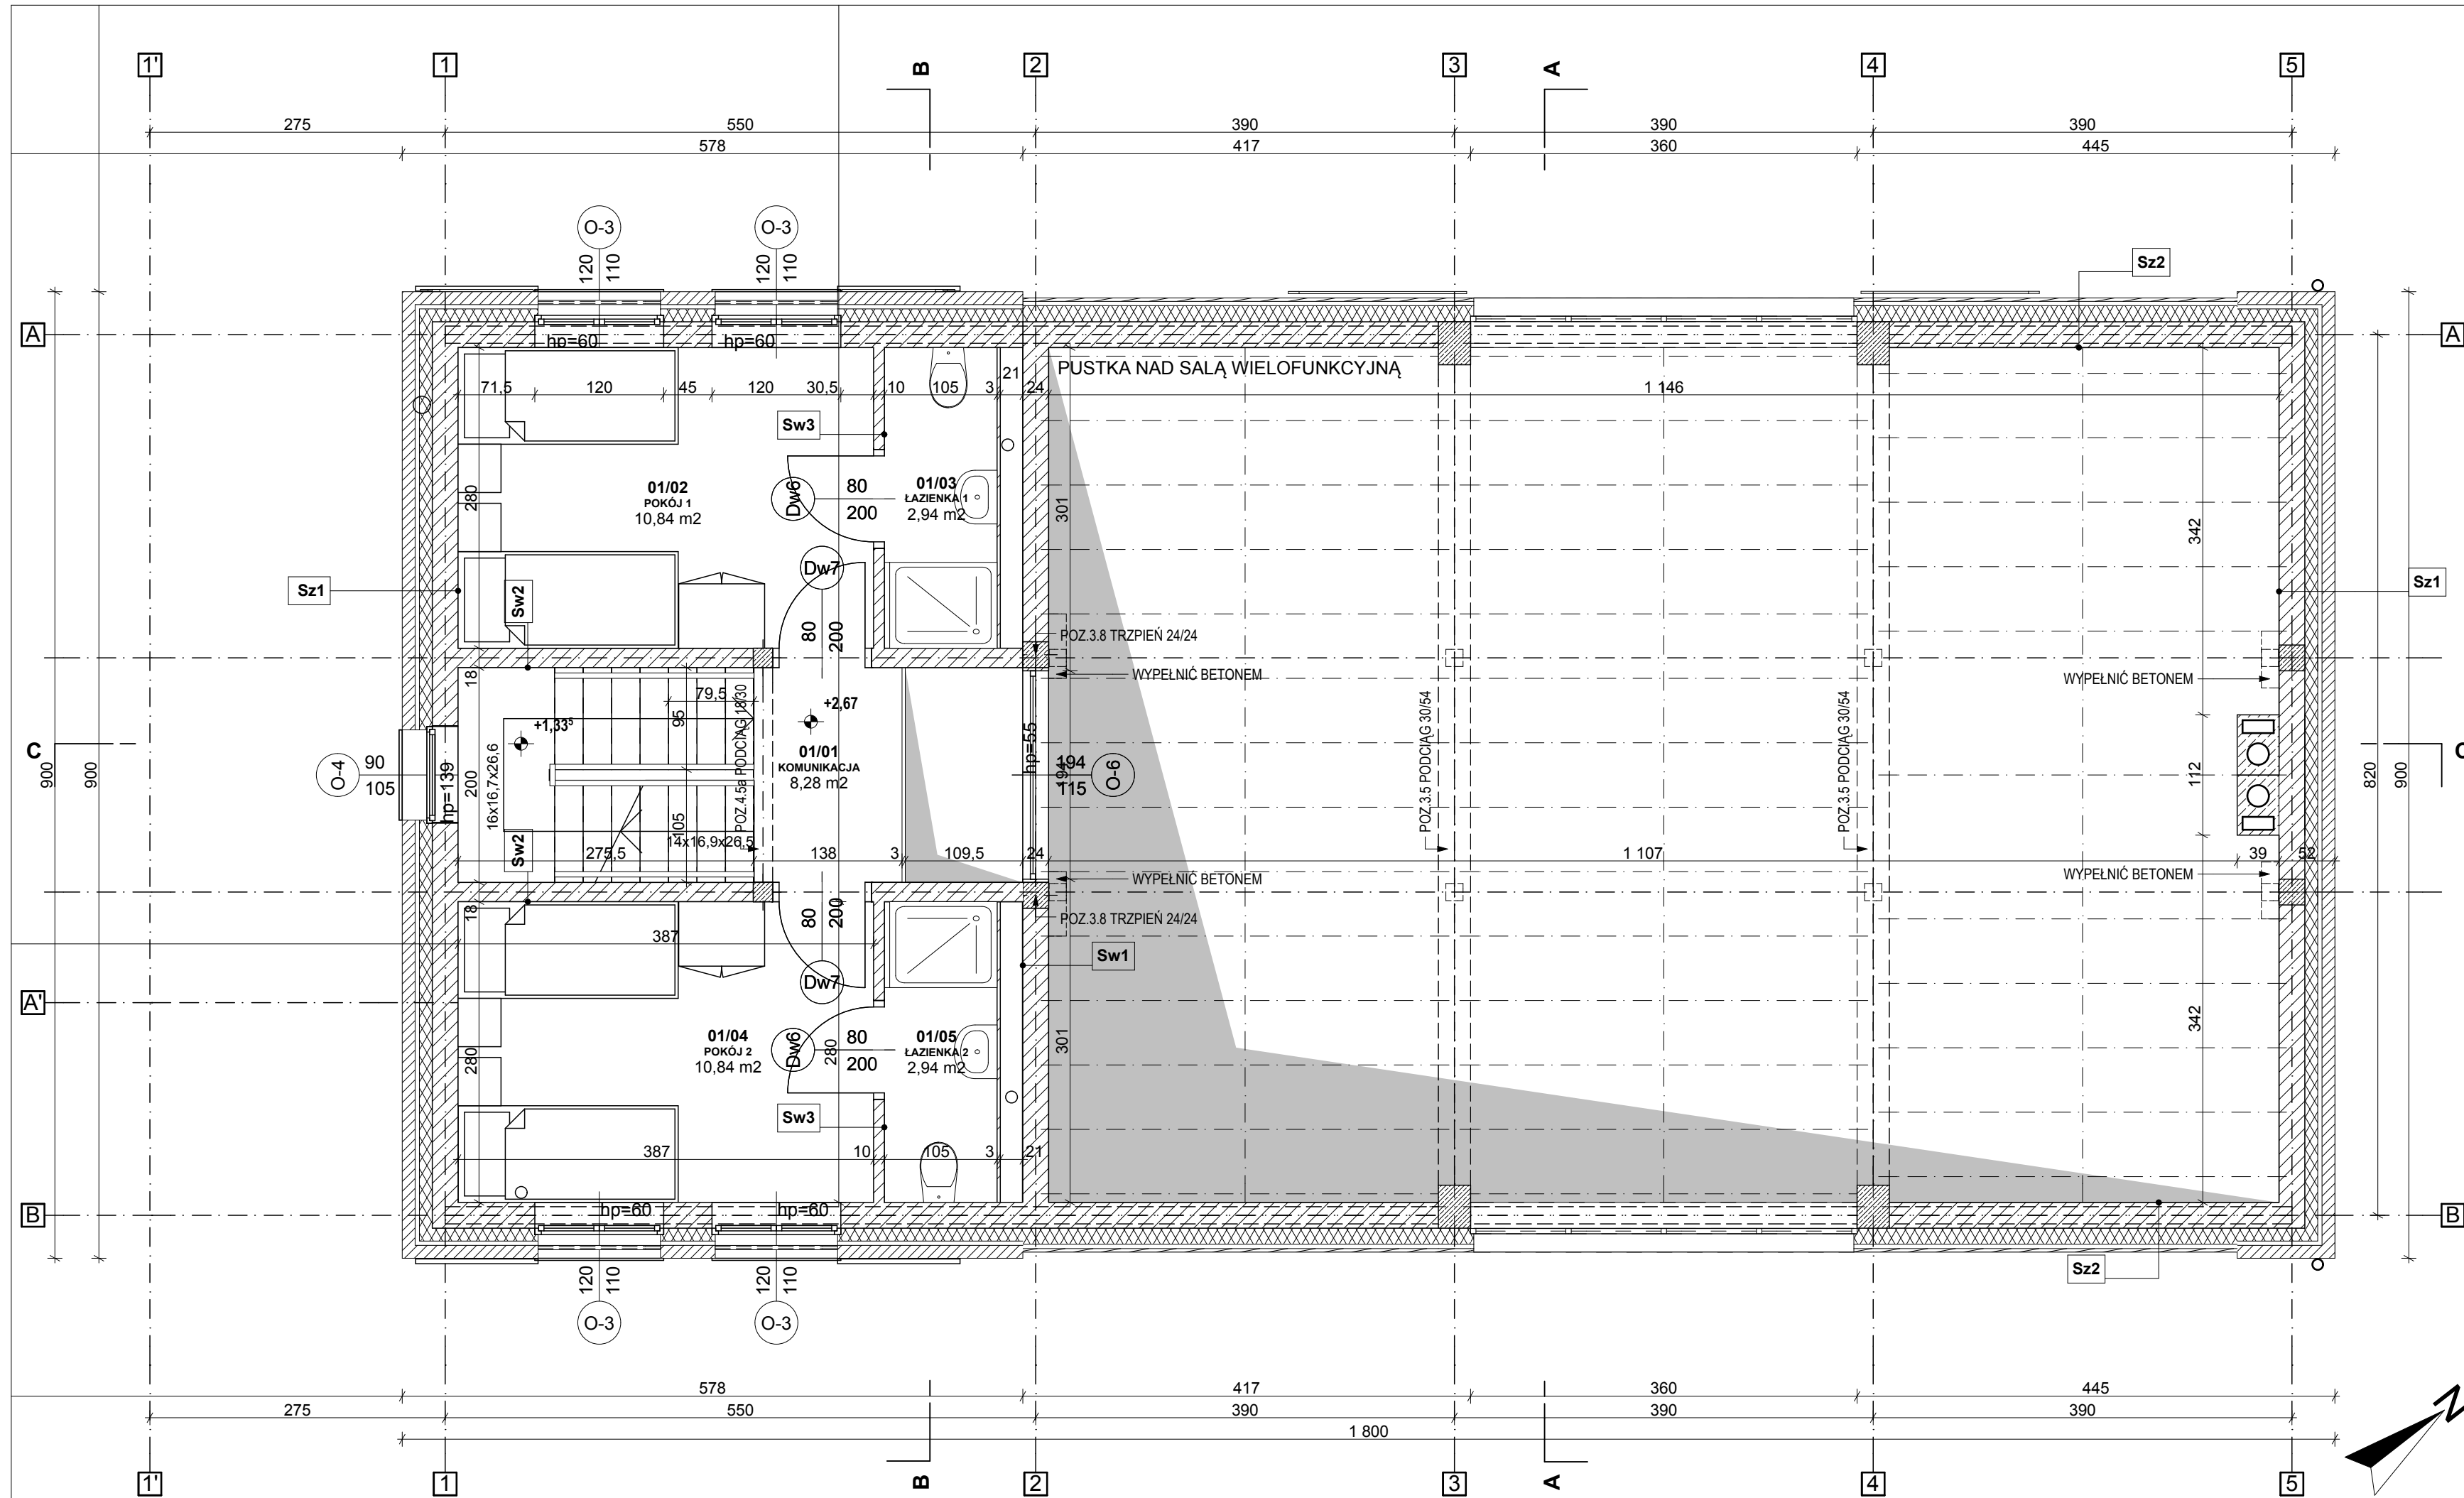 1' 1 B 2 3 A 4 5
275 550 390 390 390
578 417 360 445
O-3 O-3
120 110 120 110
Sz2
A A
hp=60 hp=60
PUSTKA NAD SALĄ WIELOFUNKCYJNĄ
71,5 120 45 120 30,5 10 105 3 21 24 1 146
Sw3
280
01/02
POKÓJ 1
10,84 m2
Dw6 80
200
01/03
ŁAZIENKA 1
2,94 m2
301
342
Dw7
Sz1
Sw2
80 200
Sz1
POZ.3.8 TRZPIEŃ 24/24
WYPEŁNIĆ BETONEM
WYPEŁNIĆ BETONEM
18
79,5
95
+2,67
+1,33⁵
POZ.4.5a PODCIĄG 18/30
hp=55
POZ.3.5 PODCIĄG 30/54
POZ.3.5 PODCIĄG 30/54
C
900 900
O-4 90
105
hp=139
200
16x16,7x26,6
01/01
KOMUNIKACJA
8,28 m2
194
115
194
O-6
112
820 900
C
105
14x16,9x26,5
Sw2
275,5 138 3 109,5 24 1 107 39 52
WYPEŁNIĆ BETONEM
WYPEŁNIĆ BETONEM
18
80 200
POZ.3.8 TRZPIEŃ 24/24
387
Sw1
Dw7
A'
280
01/04
POKÓJ 2
10,84 m2
Dw6 280 80
200
01/05
ŁAZIENKA 2
2,94 m2
301
342
Sw3
387 10 105 3 21
hp=60 hp=60
B B
Sz2
120 110 120 110
O-3 O-3
578 417 360 445
275 550 390 390 390
1 800
N
1' 1 B 2 3 A 4 5